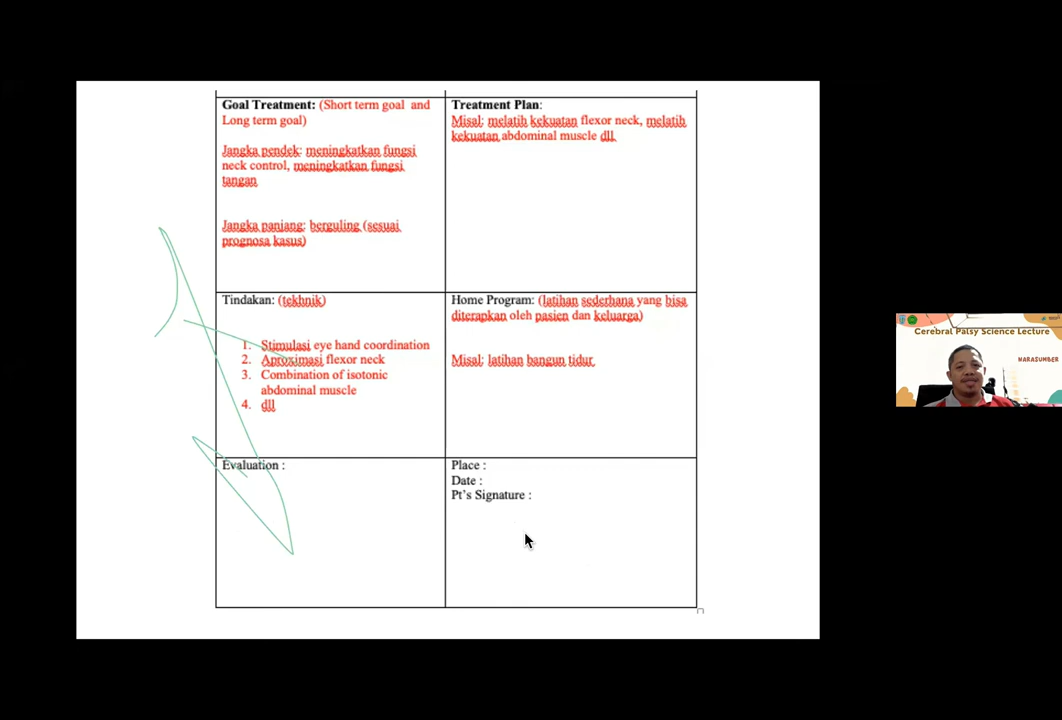 Goal Treatment: (Short term goal and
Long term goal)
Jangka pendek: meningkatkan fungsi
neck control, meningkatkan fungsi
tangan
Jangka panjang: berguling (sesuai
prognosa kasus)
Treatment Plan:
Misal: melatih kekuatan flexor neck, melatih
kekuatan abdominal muscle dll
Tindakan: (tekhnik)
1. Stimulasi eye hand coordination
2. Aproximasi flexor neck
3. Combination of isotonic
abdominal muscle
4. dll
Home Program: (latihan sederhana yang bisa
diterapkan oleh pasien dan keluarga)
Misal: latihan bangun tidur
Evaluation :
Place :
Date :
Pt's Signature :
Cerebral Palsy Science Lecture
NARASUMBER